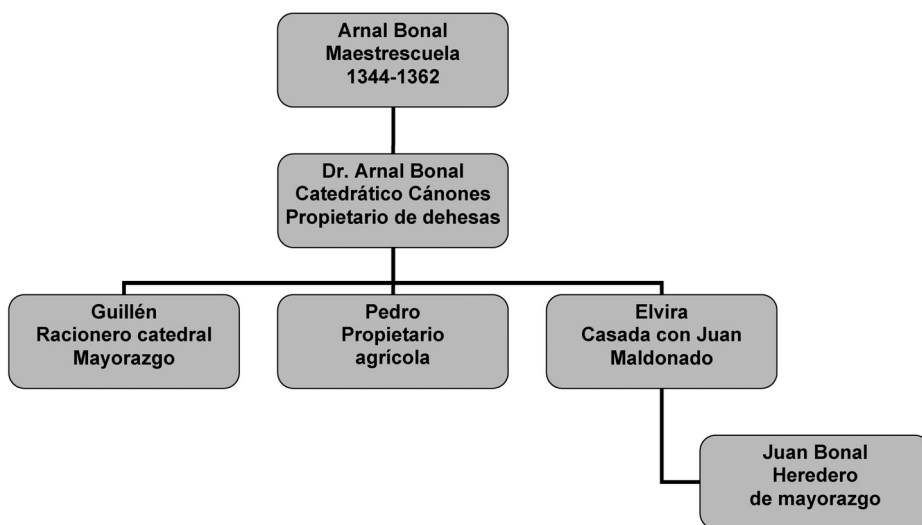 Arnal Bonal
Maestrescuela
1344-1362
Dr. Arnal Bonal
Catedrático Cánones
Propietario de dehesas
Guillén
Racionero catedral
Mayorazgo
Pedro
Propietario
agrícola
Elvira
Casada con Juan
Maldonado
Juan Bonal
Heredero
de mayorazgo